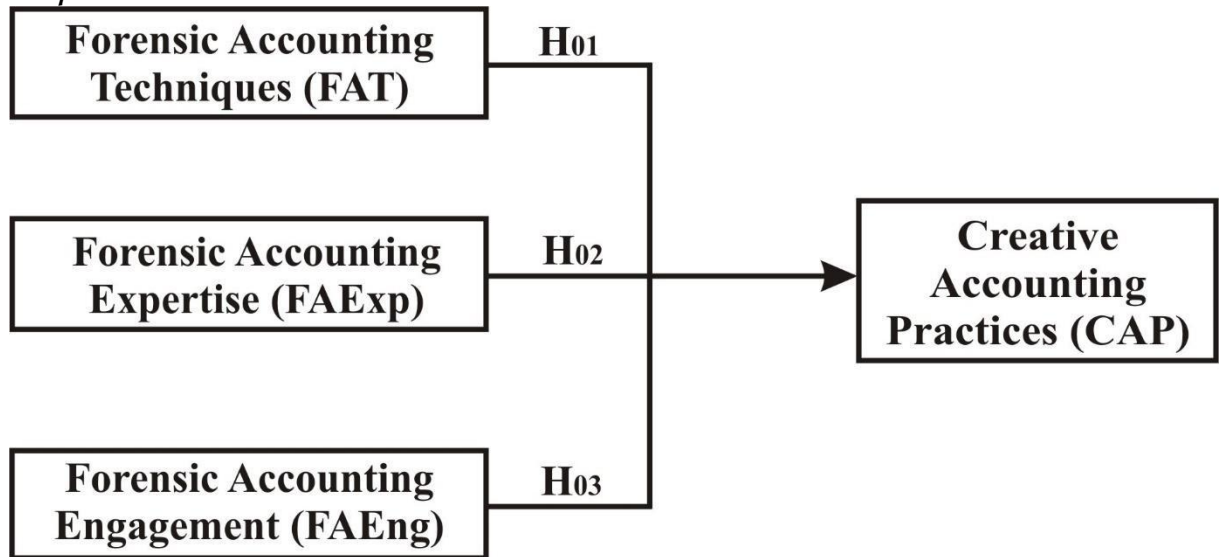 Forensic Accounting
Techniques (FAT)
H01
Forensic Accounting
Expertise (FAExp)
H02
Creative
Accounting
Practices (CAP)
Forensic Accounting
Engagement (FAEng)
H03